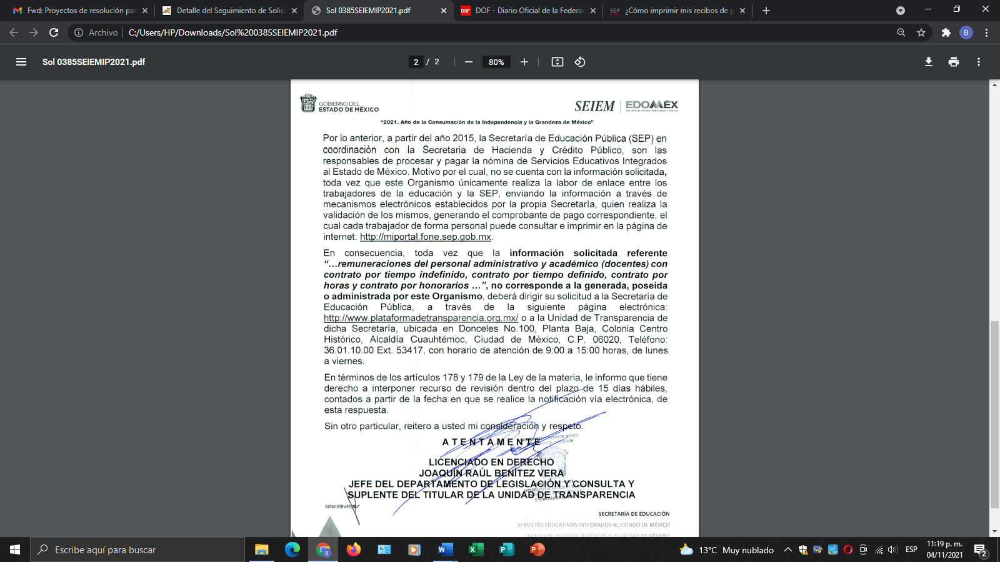 Fwd: Proyectos de resolución par
Detalle del Seguimiento de Solici
Sol 0385SEIEMIP2021.pdf
DOF - Diario Oficial de la Federac
SEP ¿Cómo imprimir mis recibos de p
Archivo C:/Users/HP/Downloads/Sol%200385SEIEMIP2021.pdf
B
Sol 0385SEIEMIP2021.pdf
2 / 2
80%
GOBIERNO DEL
ESTADO DE MÉXICO
SEIEM EDOMÉX
“2021. Año de la Consumación de la Independencia y la Grandeza de México”
Por lo anterior, a partir del año 2015, la Secretaría de Educación Pública (SEP) en
coordinación con la Secretaria de Hacienda y Crédito Público, son las
responsables de procesar y pagar la nómina de Servicios Educativos Integrados
al Estado de México. Motivo por el cual, no se cuenta con la información solicitada,
toda vez que este Organismo únicamente realiza la labor de enlace entre los
trabajadores de la educación y la SEP, enviando la información a través de
mecanismos electrónicos establecidos por la propia Secretaría, quien realiza la
validación de los mismos, generando el comprobante de pago correspondiente, el
cual cada trabajador de forma personal puede consultar e imprimir en la página de
internet: http://miportal.fone.sep.gob.mx.
En consecuencia, toda vez que la información solicitada referente
“…remuneraciones del personal administrativo y académico (docentes) con
contrato por tiempo indefinido, contrato por tiempo definido, contrato por
horas y contrato por honorarios …”, no corresponde a la generada, poseída
o administrada por este Organismo, deberá dirigir su solicitud a la Secretaría de
Educación Pública, a través de la siguiente página electrónica:
http://www.plataformadetransparencia.org.mx/ o a la Unidad de Transparencia de
dicha Secretaría, ubicada en Donceles No.100, Planta Baja, Colonia Centro
Histórico, Alcaldía Cuauhtémoc, Ciudad de México, C.P. 06020, Teléfono:
36.01.10.00 Ext. 53417, con horario de atención de 9:00 a 15:00 horas, de lunes
a viernes.
En términos de los artículos 178 y 179 de la Ley de la materia, le informo que tiene
derecho a interponer recurso de revisión dentro del plazo de 15 días hábiles,
contados a partir de la fecha en que se realice la notificación vía electrónica, de
esta respuesta.
Sin otro particular, reitero a usted mi consideración y respeto.
A T E N T A M E N T E
LICENCIADO EN DERECHO
JOAQUÍN RAÚL BENÍTEZ VERA
JEFE DEL DEPARTAMENTO DE LEGISLACIÓN Y CONSULTA Y
SUPLENTE DEL TITULAR DE LA UNIDAD DE TRANSPARENCIA
SECRETARÍA DE EDUCACIÓN
SERVICIOS EDUCATIVOS INTEGRADOS AL ESTADO DE MÉXICO
UNIDAD DE ASUNTOS JURÍDICOS E IGUALDAD DE GÉNERO
Escribe aquí para buscar
13°C Muy nublado
ESP
11:19 p. m.
04/11/2021
2